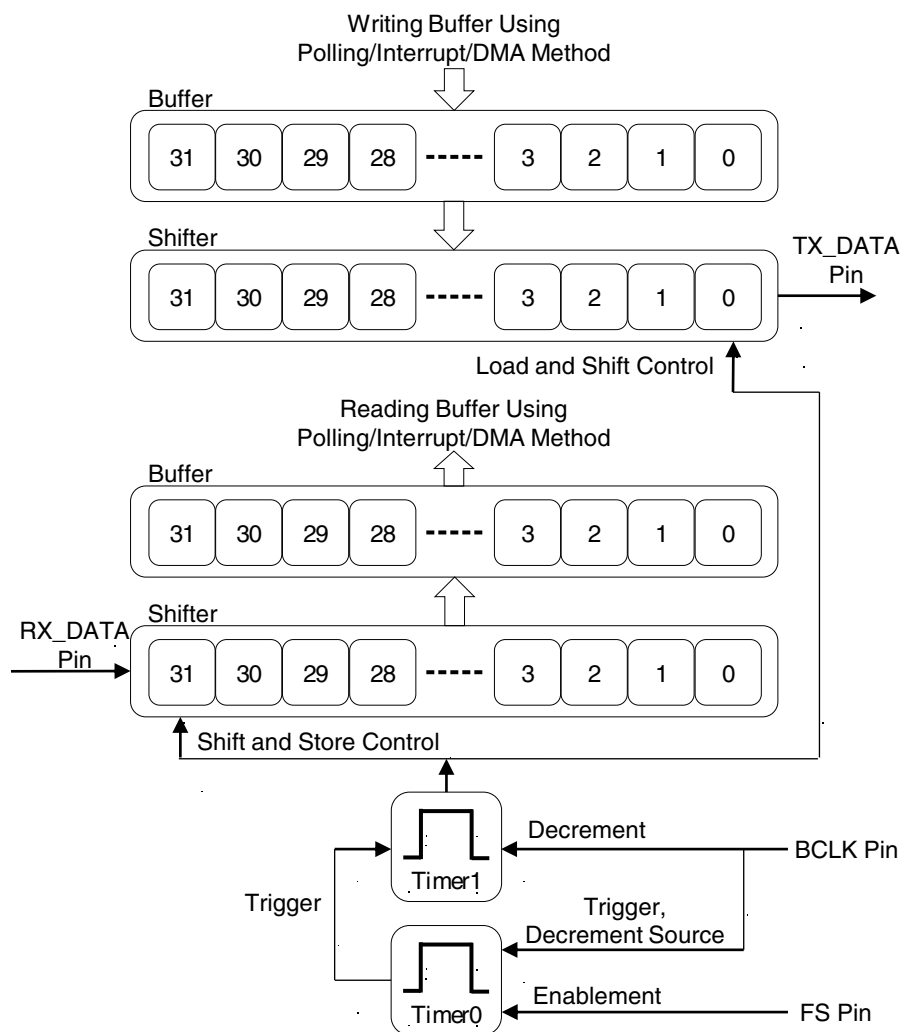 Writing Buffer Using
Polling/Interrupt/DMA Method
Buffer
31 30 29 28 ----- 3 2 1 0
Shifter
TX_DATA
Pin
31 30 29 28 ----- 3 2 1 0
Load and Shift Control
Reading Buffer Using
Polling/Interrupt/DMA Method
Buffer
31 30 29 28 ----- 3 2 1 0
Shifter
RX_DATA
Pin
31 30 29 28 ----- 3 2 1 0
Shift and Store Control
Decrement
BCLK Pin
Timer1
Trigger
Trigger,
Decrement Source
Enablement
FS Pin
Timer0